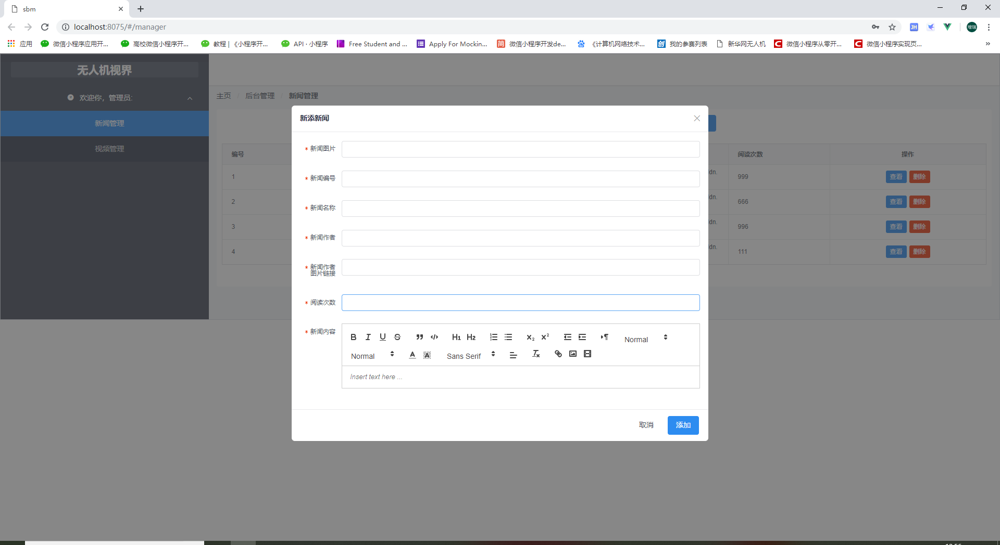 sbm
localhost:8075/#/manager
JH
增瑞
应用
微信小程序应用开...
高校微信小程序开...
教程 | 《小程序开...
API · 小程序
Free Student and ...
Apply For Mockin...
简
微信小程序开发de...
《计算机网络技术...
创
我的参赛列表
新华网无人机
C
微信小程序从零开...
C
微信小程序实现页...
»
无人机视界
欢迎你，管理员:
新闻管理
视频管理
主页 / 后台管理 / 新闻管理
编号 阅读次数 操作
1 dn. 999 查看 删除
2 dn. 666 查看 删除
3 dn. 996 查看 删除
4 dn. 111 查看 删除
新添新闻
* 新闻图片
* 新闻编号
* 新闻名称
* 新闻作者
* 新闻作者
图片链接
* 阅读次数
* 新闻内容
B I U S H1 H2 X2 X2 Normal
Normal A A Sans Serif Tx
Insert text here ...
取消 添加